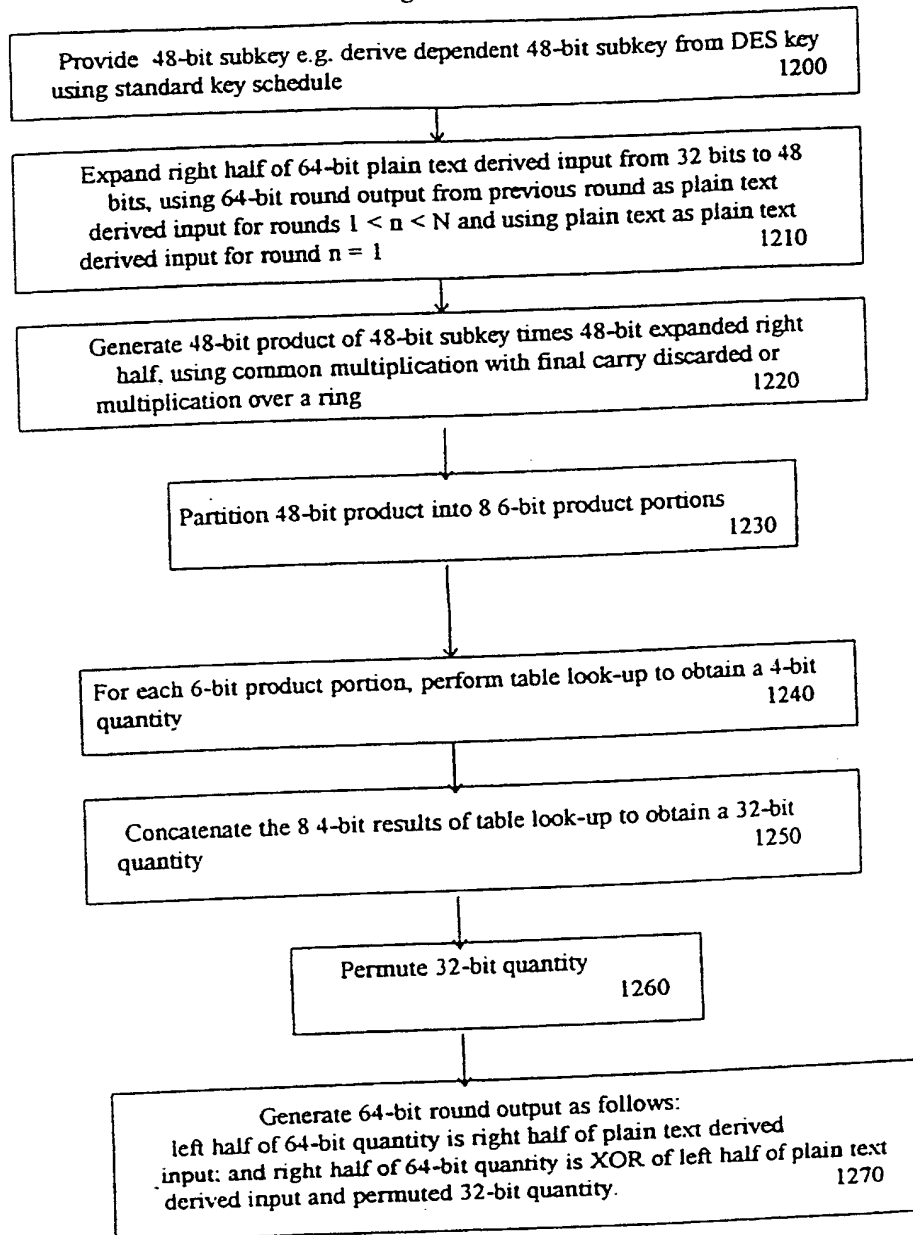 Provide 48-bit subkey e.g. derive dependent 48-bit subkey from DES key
using standard key schedule
1200
Expand right half of 64-bit plain text derived input from 32 bits to 48
bits, using 64-bit round output from previous round as plain text
derived input for rounds 1 < n < N and using plain text as plain text
derived input for round n = 1
1210
Generate 48-bit product of 48-bit subkey times 48-bit expanded right
half, using common multiplication with final carry discarded or
multiplication over a ring
1220
Partition 48-bit product into 8 6-bit product portions
1230
For each 6-bit product portion, perform table look-up to obtain a 4-bit
quantity
1240
Concatenate the 8 4-bit results of table look-up to obtain a 32-bit
quantity
1250
Permute 32-bit quantity
1260
Generate 64-bit round output as follows:
left half of 64-bit quantity is right half of plain text derived
input; and right half of 64-bit quantity is XOR of left half of plain text
derived input and permuted 32-bit quantity.
1270